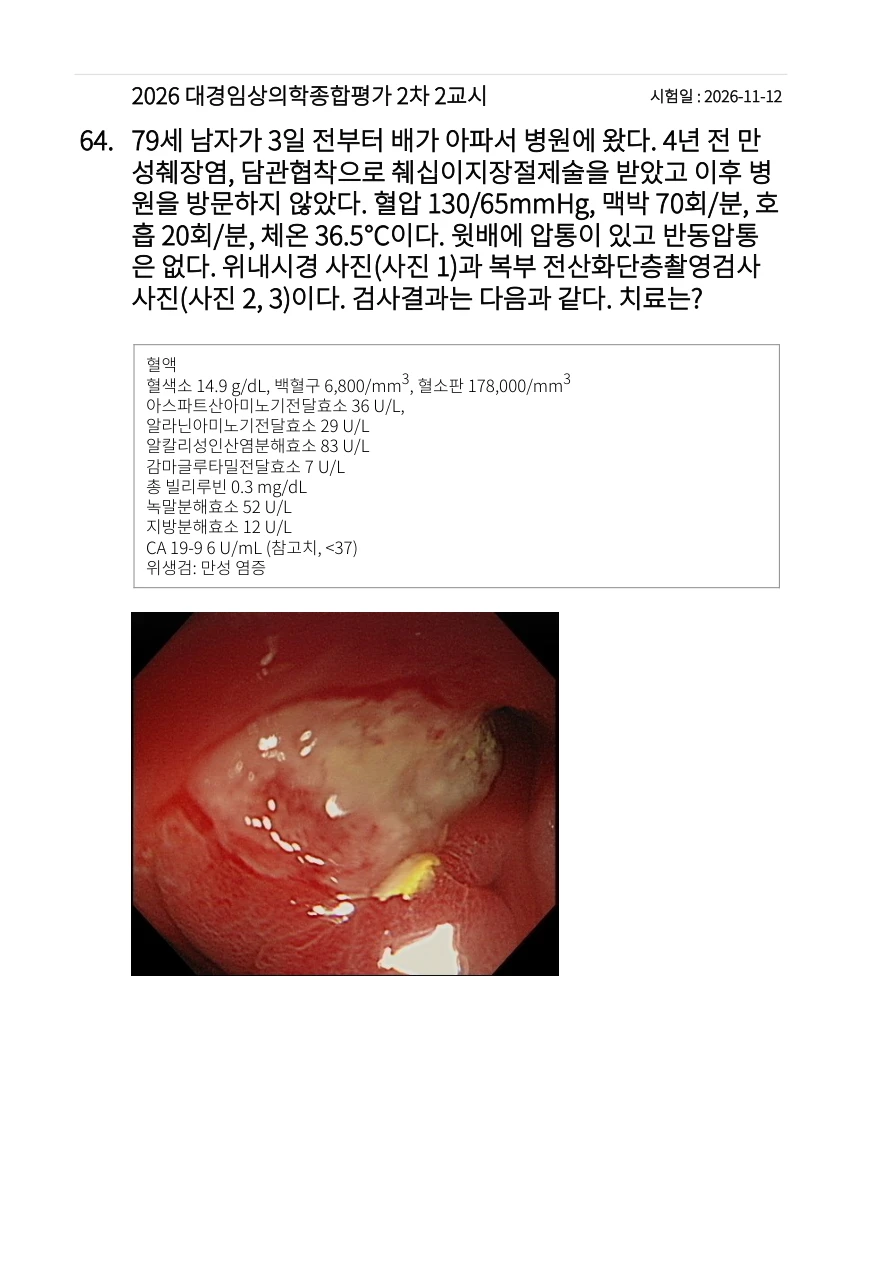 2026 대경임상의학종합평가 2차 2교시
시험일 : 2026-11-12
64. 79세 남자가 3일 전부터 배가 아파서 병원에 왔다. 4년 전 만
성췌장염, 담관협착으로 췌십이지장절제술을 받았고 이후 병
원을 방문하지 않았다. 혈압 130/65mmHg, 맥박 70회/분, 호
흡 20회/분, 체온 36.5℃이다. 윗배에 압통이 있고 반동압통
은 없다. 위내시경 사진(사진 1)과 복부 전산화단층촬영검사
사진(사진 2, 3)이다. 검사결과는 다음과 같다. 치료는?
혈액
혈색소 14.9 g/dL, 백혈구 6,800/mm³, 혈소판 178,000/mm³
아스파트산아미노기전달효소 36 U/L,
알라닌아미노기전달효소 29 U/L
알칼리성인산염분해효소 83 U/L
감마글루타밀전달효소 7 U/L
총 빌리루빈 0.3 mg/dL
녹말분해효소 52 U/L
지방분해효소 12 U/L
CA 19-9 6 U/mL (참고치, <37)
위생검: 만성 염증